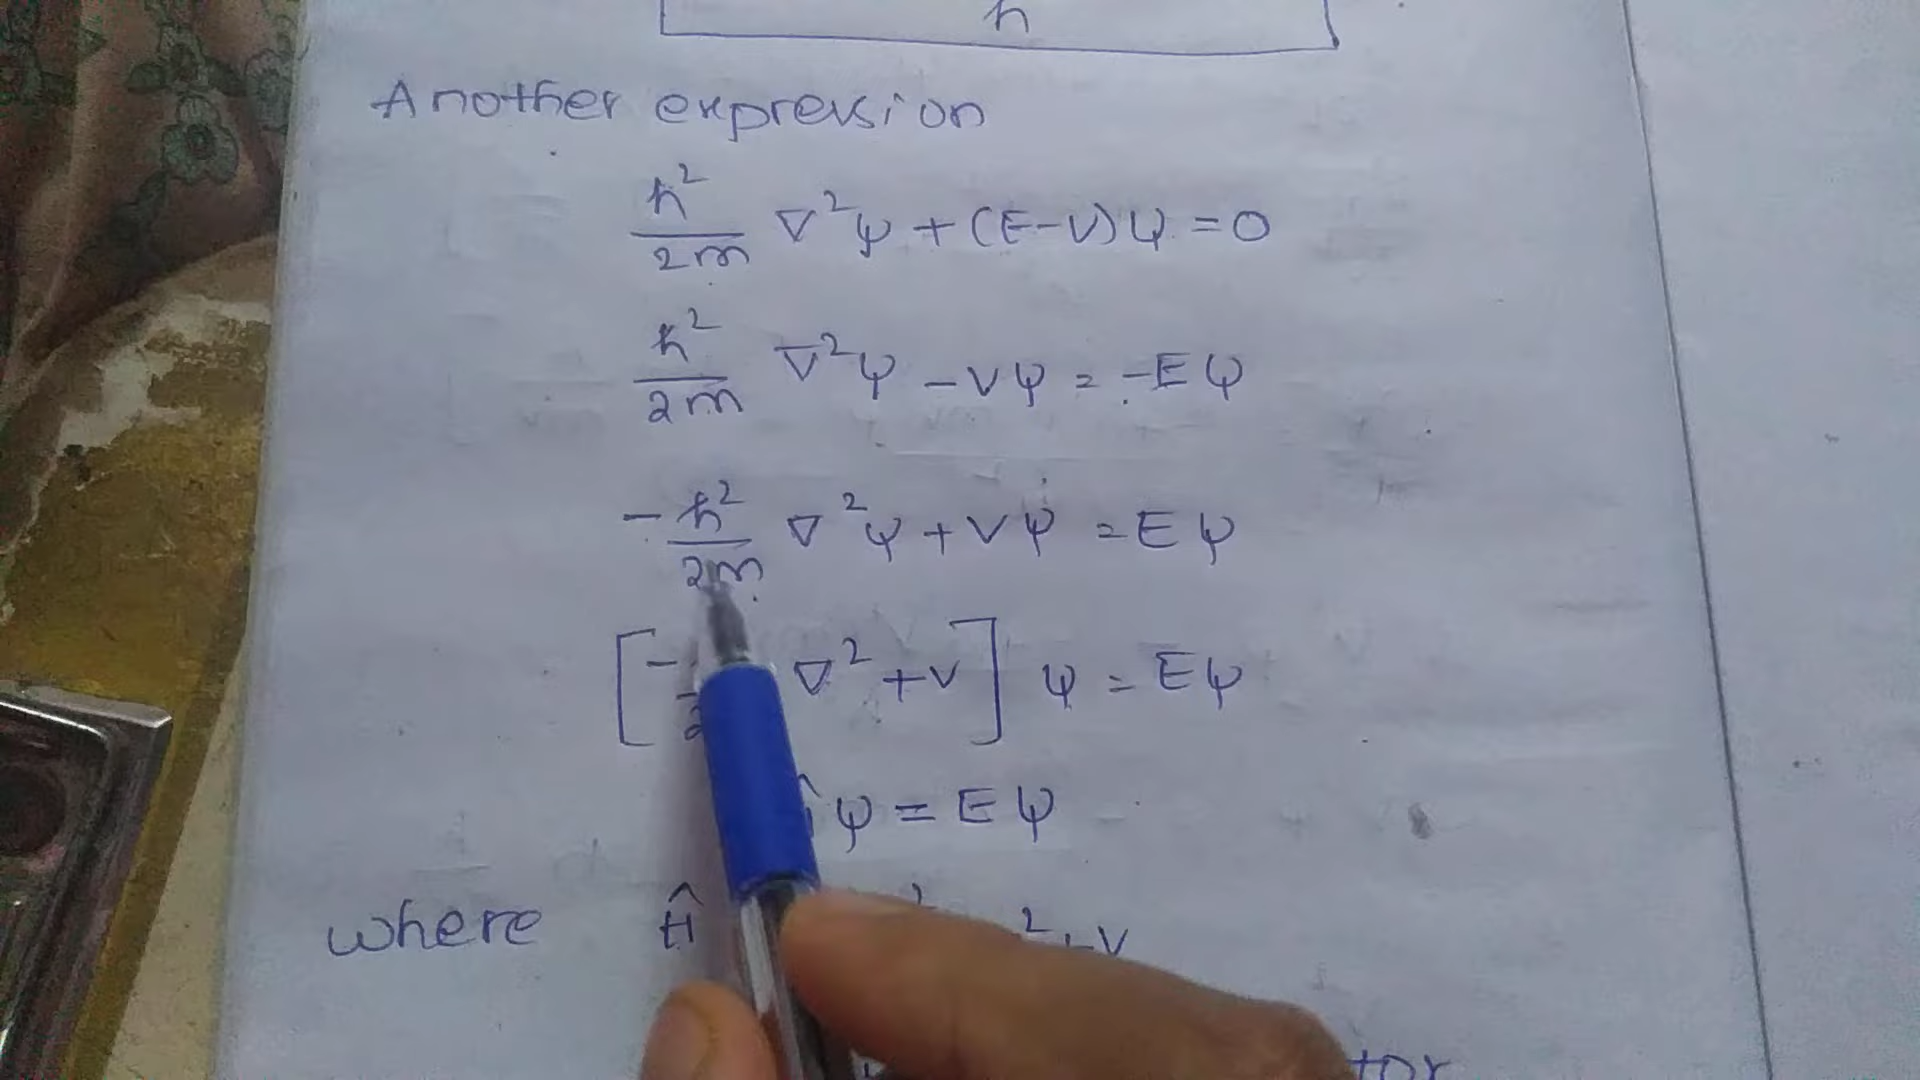 ħ
Another expression
ħ²/2m ∇²ψ + (E-V)ψ = 0
ħ²/2m ∇²ψ - Vψ = -Eψ
-ħ²/2m ∇²ψ + Vψ = Eψ
[- ∇² + V] ψ = Eψ
ψ = Eψ
where Ĥ ² + V